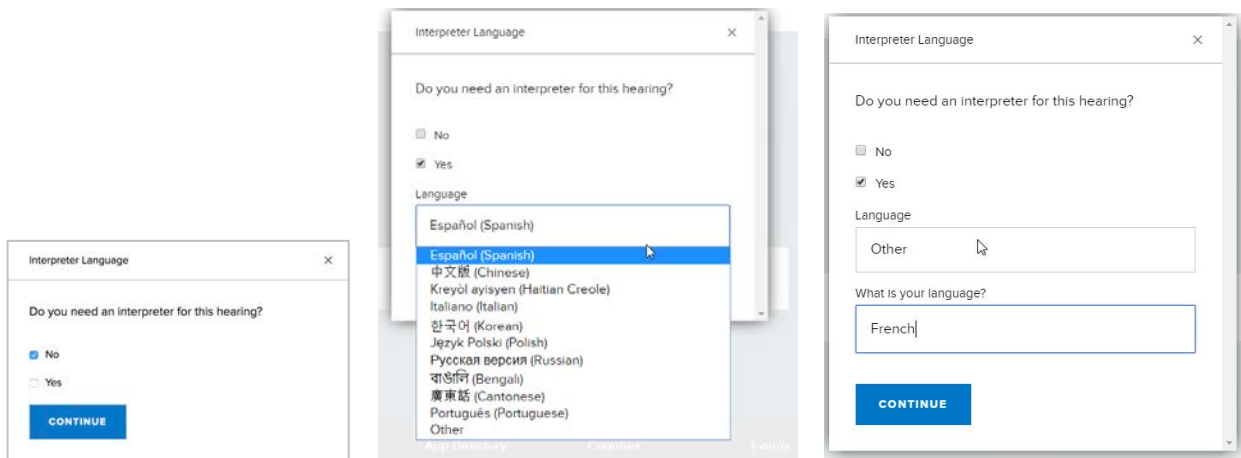 Interpreter Language
Do you need an interpreter for this hearing?
No
Yes
CONTINUE
Interpreter Language
Do you need an interpreter for this hearing?
No
Yes
Language
Español (Spanish)
Español (Spanish)
中文版 (Chinese)
Kreyòl ayisyen (Haitian Creole)
Italiano (Italian)
한국어 (Korean)
Język Polski (Polish)
Русская версия (Russian)
বাঙালি (Bengali)
廣東話 (Cantonese)
Português (Portuguese)
Other
App Directory Counties Events
Interpreter Language
Do you need an interpreter for this hearing?
No
Yes
Language
Other
What is your language?
French
CONTINUE